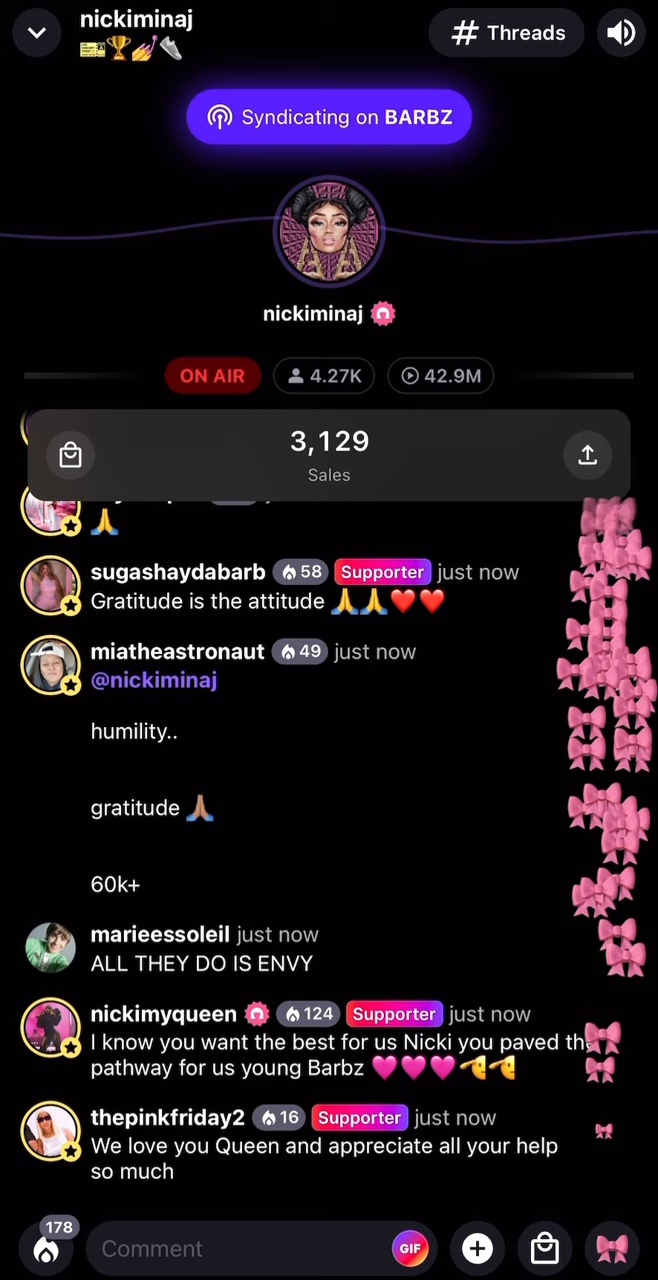 nickiminaj
🎫🏆💅👟
# Threads
Syndicating on BARBZ
nickiminaj
ON AIR
4.27K
42.9M
3,129
Sales
🙏
sugashaydabarb 58 Supporter just now
Gratitude is the attitude 🙏🙏❤️❤️
miatheastronaut 49 just now
@nickiminaj
humility..
gratitude 🙏🏽
60k+
marieessoleil just now
ALL THEY DO IS ENVY
nickimyqueen 124 Supporter just now
I know you want the best for us Nicki you paved the
pathway for us young Barbz 💗💗💗🫡🫡
thepinkfriday2 16 Supporter just now
We love you Queen and appreciate all your help
so much
178
Comment
GIF